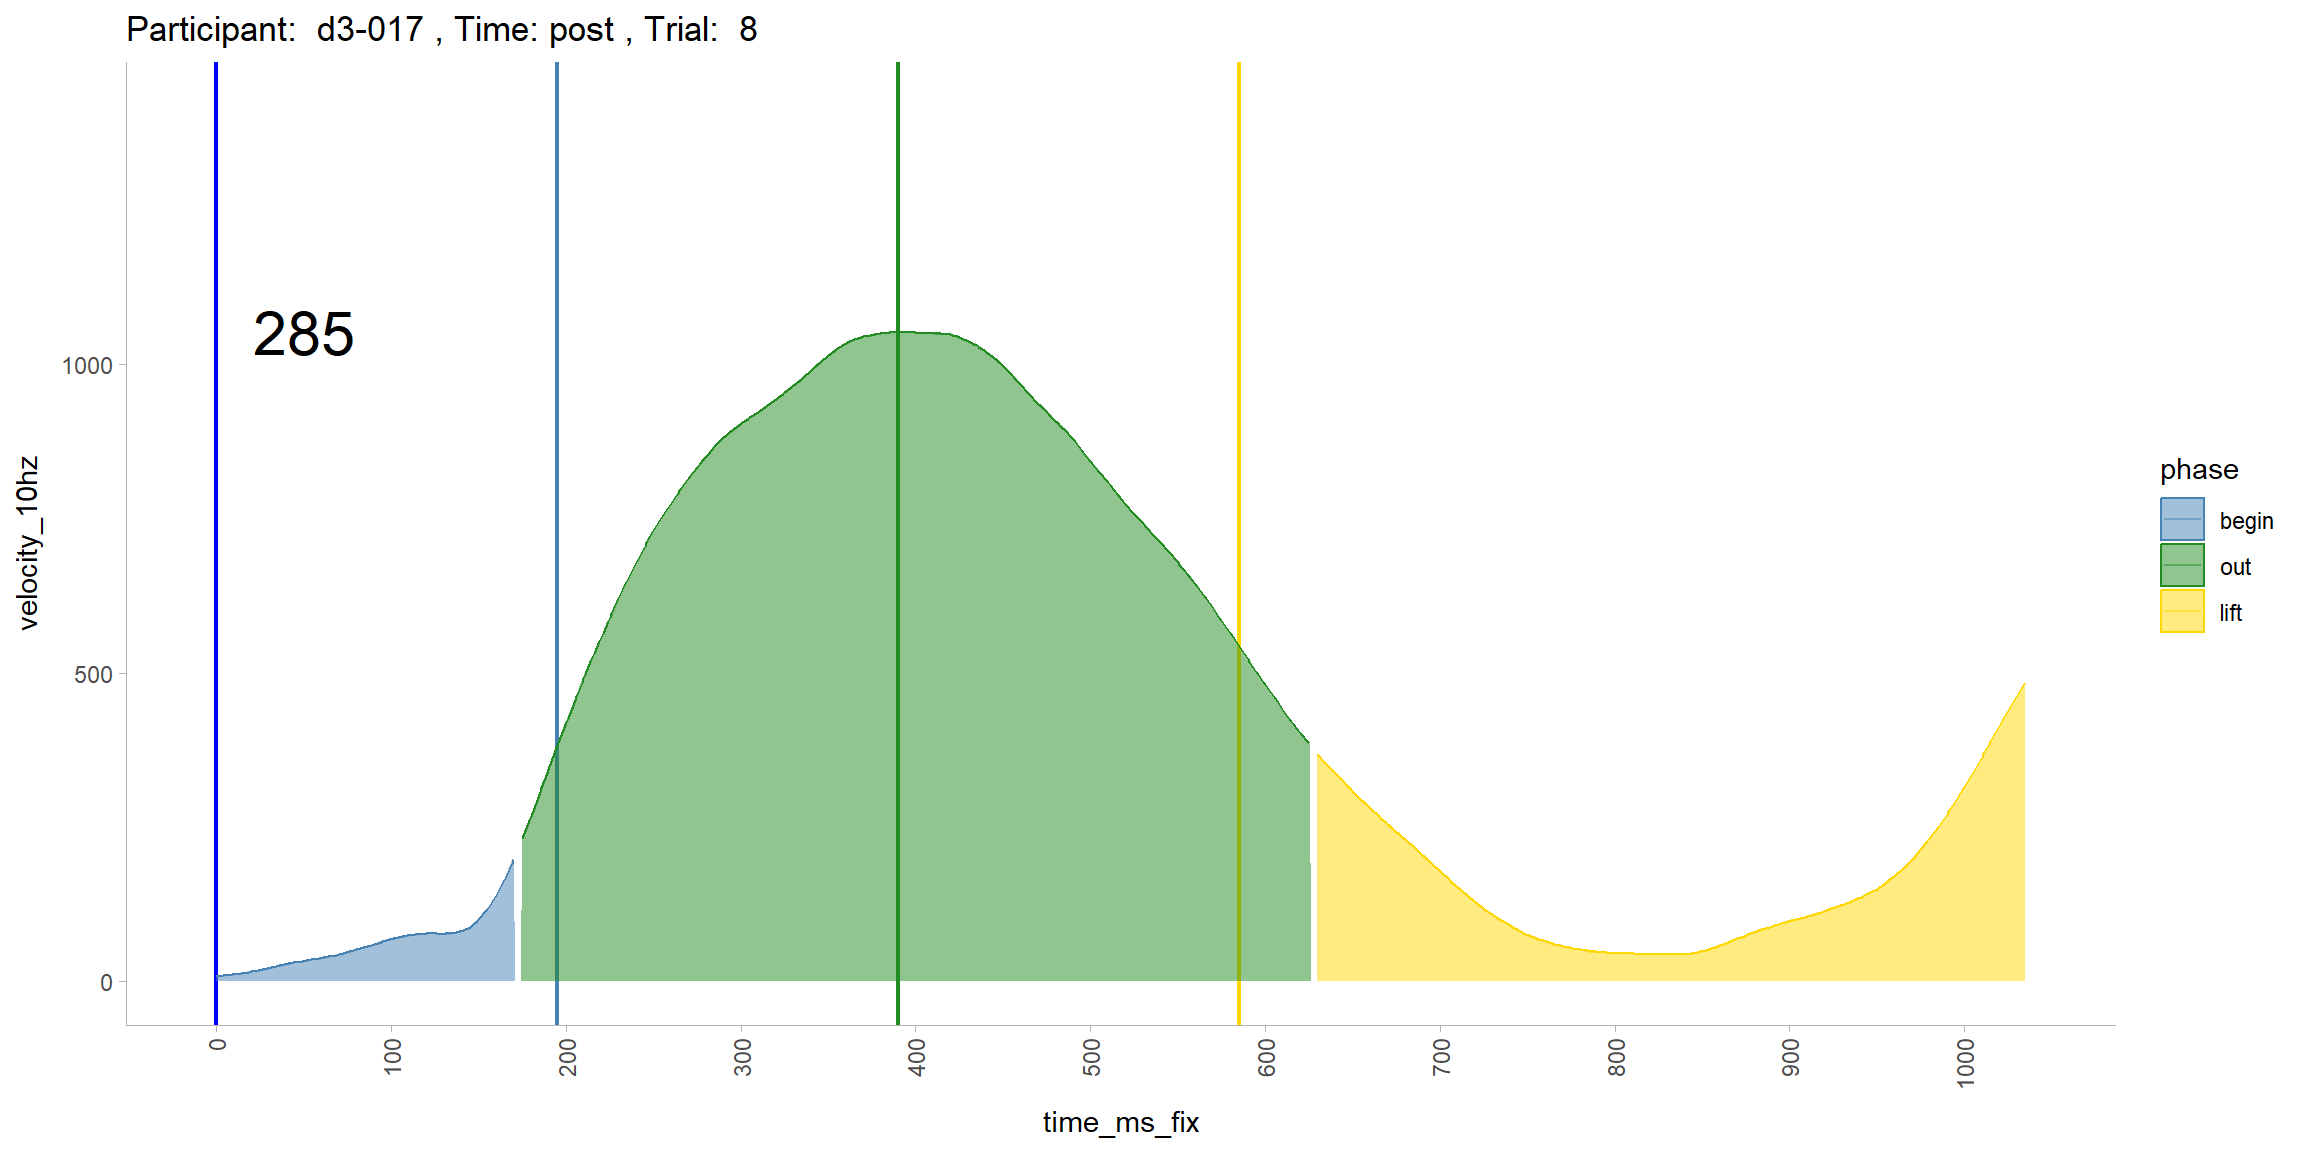 Participant:  d3-017 , Time: post , Trial:  8
285
1000
500
0
velocity_10hz
0
100
200
300
400
500
600
700
800
900
1000
time_ms_fix
phase
begin
out
lift